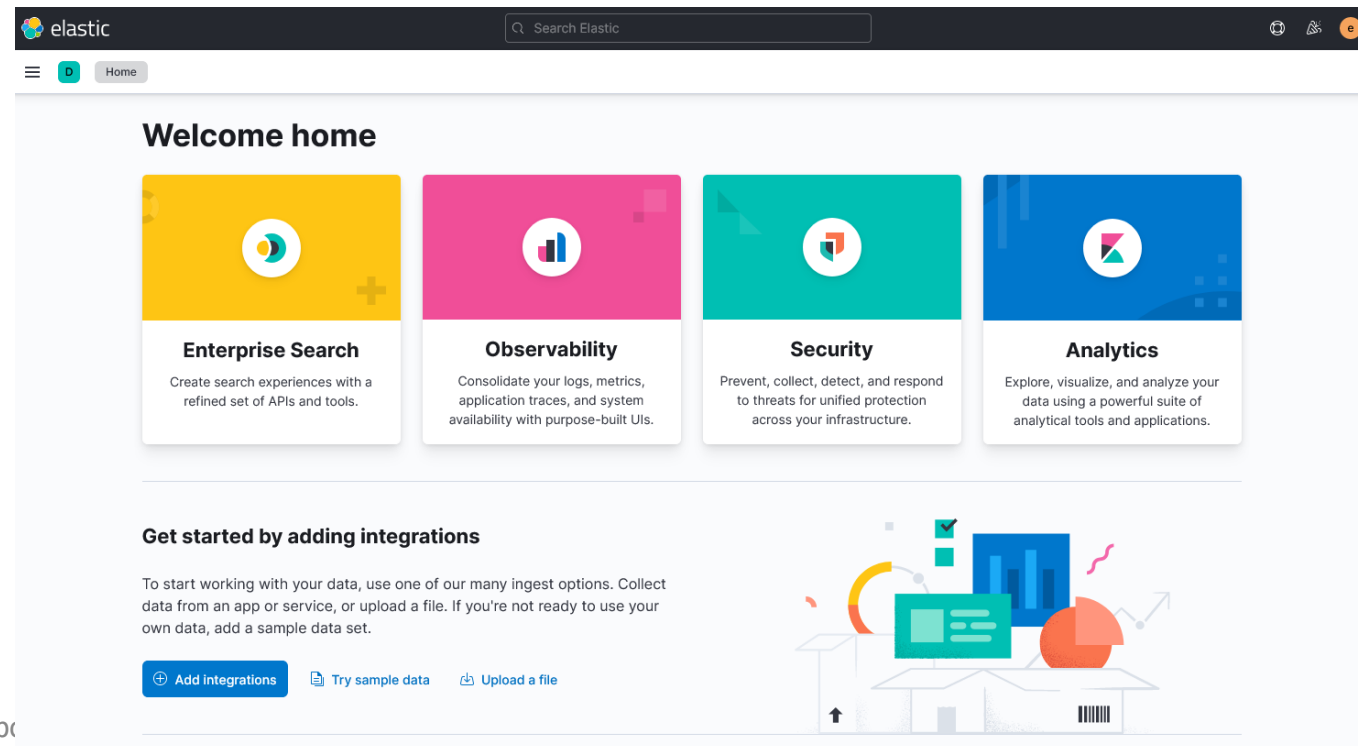 elastic
Search Elastic
e
D
Home
Welcome home
Enterprise Search
Create search experiences with a
refined set of APIs and tools.
Observability
Consolidate your logs, metrics,
application traces, and system
availability with purpose-built UIs.
Security
Prevent, collect, detect, and respond
to threats for unified protection
across your infrastructure.
Analytics
Explore, visualize, and analyze your
data using a powerful suite of
analytical tools and applications.
Get started by adding integrations
To start working with your data, use one of our many ingest options. Collect
data from an app or service, or upload a file. If you're not ready to use your
own data, add a sample data set.
Add integrations
Try sample data
Upload a file